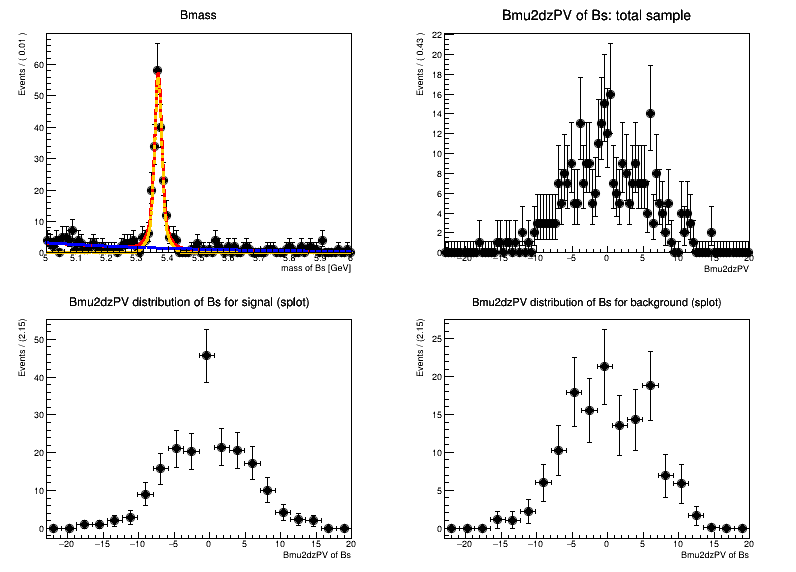 Bmass
Events / ( 0.01 )
60
50
40
30
20
10
0
5 5.1 5.2 5.3 5.4 5.5 5.6 5.7 5.8 5.9 6
mass of Bs [GeV]
Bmu2dzPV of Bs: total sample
Events / ( 0.43 )
22
20
18
16
14
12
10
8
6
4
2
0
−20 −15 −10 −5 0 5 10 15 20
Bmu2dzPV
Bmu2dzPV distribution of Bs for signal (splot)
Events / (2.15)
50
40
30
20
10
0
−20 −15 −10 −5 0 5 10 15 20
Bmu2dzPV of Bs
Bmu2dzPV distribution of Bs for background (splot)
Events / (2.15)
25
20
15
10
5
0
−20 −15 −10 −5 0 5 10 15 20
Bmu2dzPV of Bs